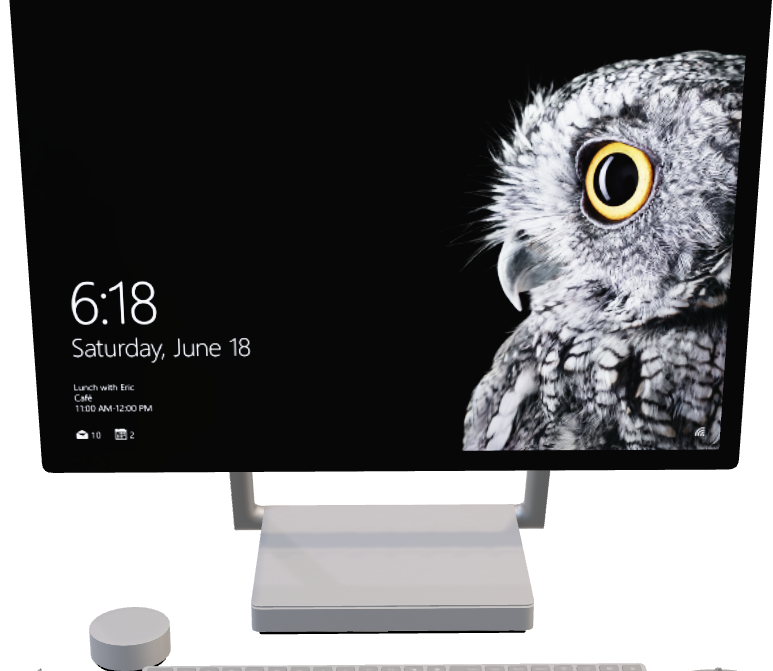 6:18
Saturday, June 18
Lunch with Eric
Café
11:00 AM-12:00 PM
10 2